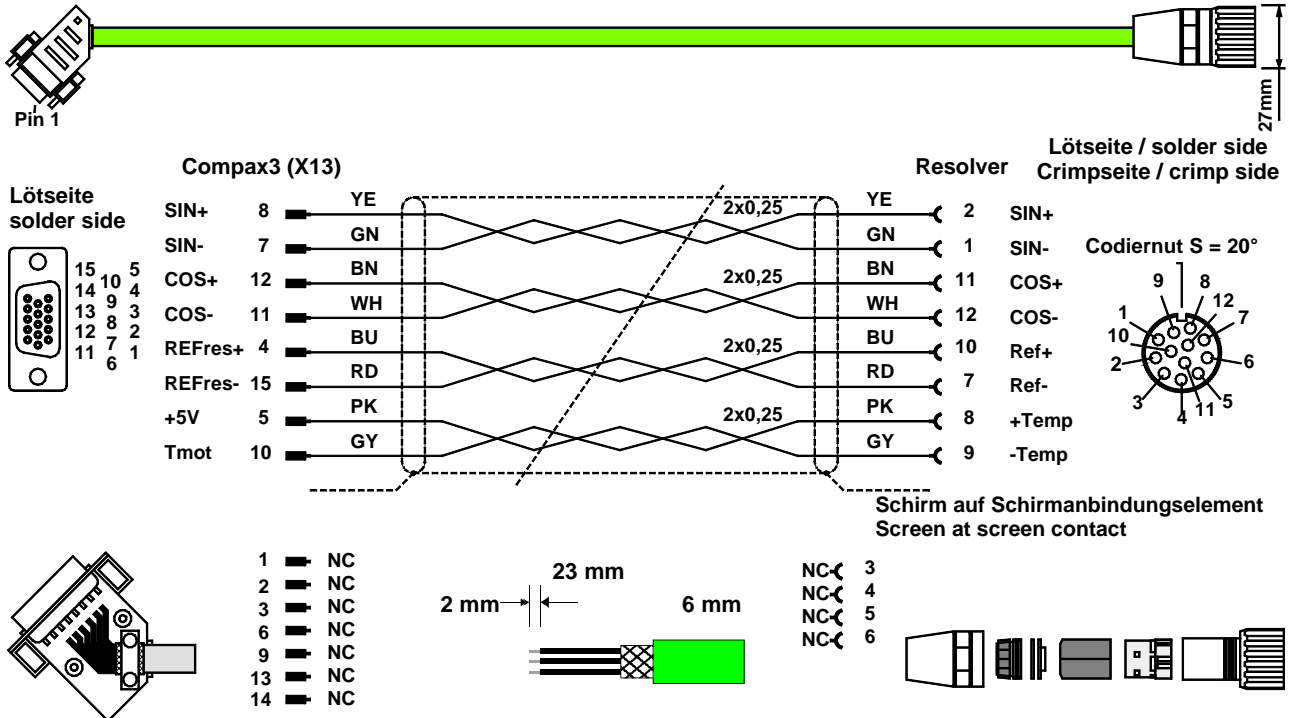 Pin 1
27mm
Lötseite / solder side
Crimpseite / crimp side
Compax3 (X13)
Resolver
Lötseite
solder side
15 10 5
14 9 4
13 8 3
12 7 2
11 6 1
SIN+ 8 YE 2x0,25 YE 2 SIN+
SIN- 7 GN GN 1 SIN-
COS+ 12 BN 2x0,25 BN 11 COS+
COS- 11 WH WH 12 COS-
REFres+ 4 BU 2x0,25 BU 10 Ref+
REFres- 15 RD RD 7 Ref-
+5V 5 PK 2x0,25 PK 8 +Temp
Tmot 10 GY GY 9 -Temp
Codiernut S = 20°
9 8
12
1 7
10
2 6
3 4 11 5
Schirm auf Schirmanbindungselement
Screen at screen contact
1 NC
2 NC
3 NC
6 NC
9 NC
13 NC
14 NC
23 mm
2 mm 6 mm
NC 3
NC 4
NC 5
NC 6